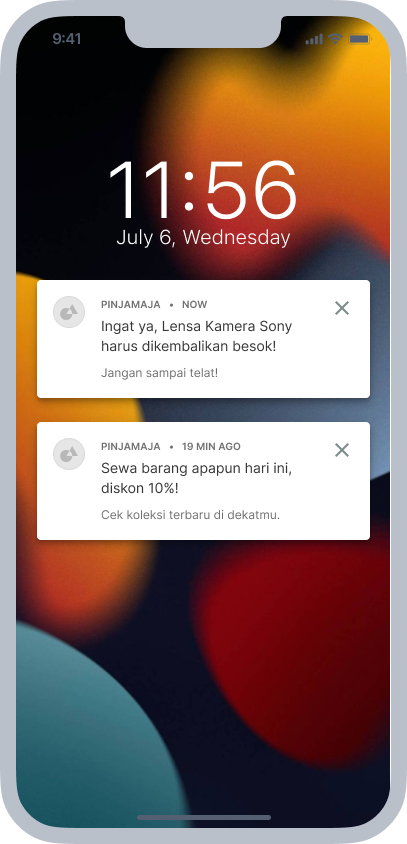 9:41
11:56
July 6, Wednesday
PINJAMAJA • NOW
Ingat ya, Lensa Kamera Sony
harus dikembalikan besok!
Jangan sampai telat!
PINJAMAJA • 19 MIN AGO
Sewa barang apapun hari ini,
diskon 10%!
Cek koleksi terbaru di dekatmu.